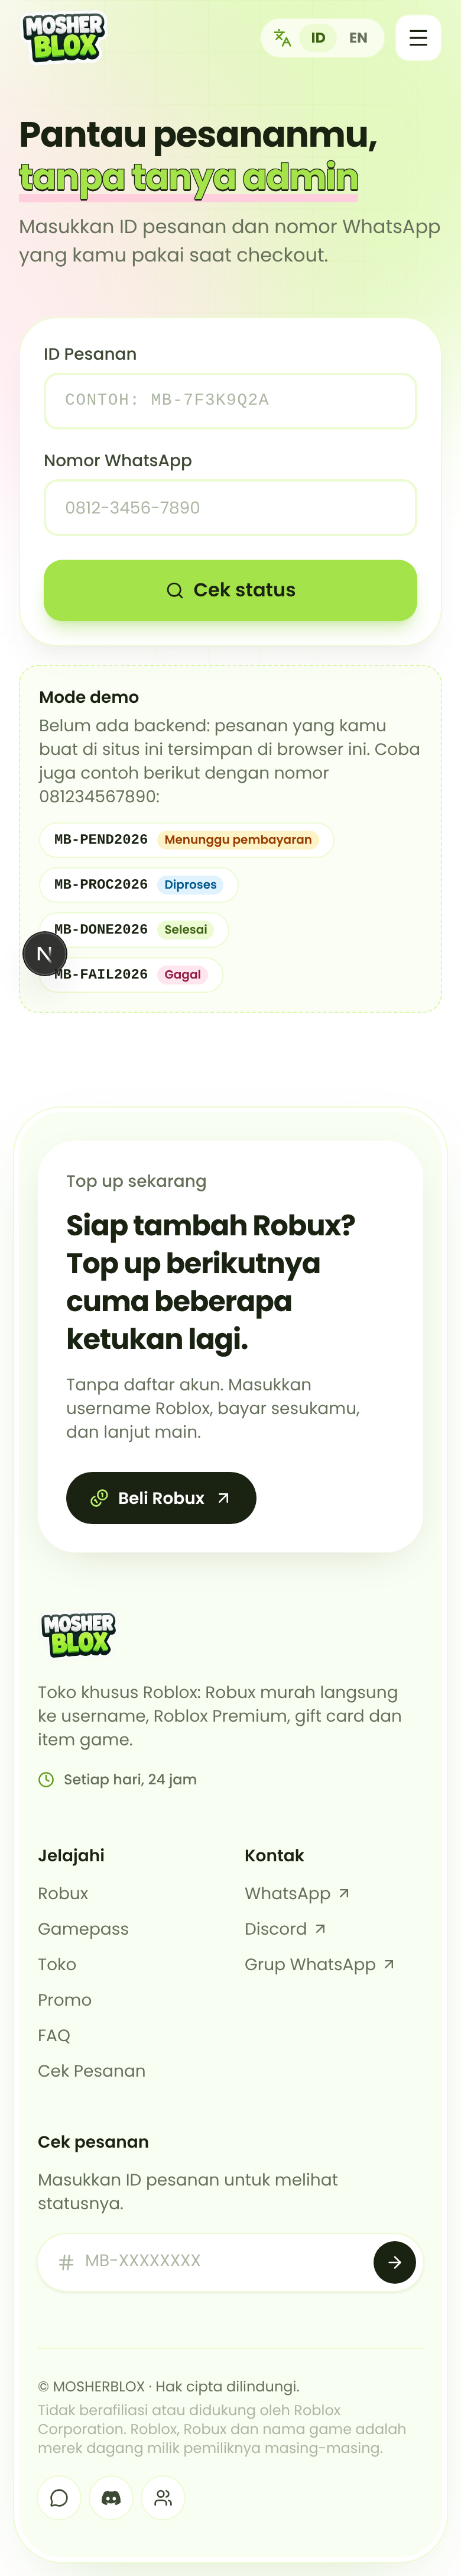 MOSHER
BLOX
ID EN
Pantau pesananmu,
tanpa tanya admin
Masukkan ID pesanan dan nomor WhatsApp
yang kamu pakai saat checkout.
ID Pesanan
CONTOH: MB-7F3K9Q2A
Nomor WhatsApp
0812-3456-7890
Cek status
Mode demo
Belum ada backend: pesanan yang kamu
buat di situs ini tersimpan di browser ini. Coba
juga contoh berikut dengan nomor
081234567890:
MB-PEND2026 Menunggu pembayaran
MB-PROC2026 Diproses
MB-DONE2026 Selesai
N
MB-FAIL2026 Gagal
Top up sekarang
Siap tambah Robux?
Top up berikutnya
cuma beberapa
ketukan lagi.
Tanpa daftar akun. Masukkan
username Roblox, bayar sesukamu,
dan lanjut main.
Beli Robux
MOSHER
BLOX
Toko khusus Roblox: Robux murah langsung
ke username, Roblox Premium, gift card dan
item game.
Setiap hari, 24 jam
Jelajahi
Robux
Gamepass
Toko
Promo
FAQ
Cek Pesanan
Kontak
WhatsApp
Discord
Grup WhatsApp
Cek pesanan
Masukkan ID pesanan untuk melihat
statusnya.
# MB-XXXXXXXX
© MOSHERBLOX · Hak cipta dilindungi.
Tidak berafiliasi atau didukung oleh Roblox
Corporation. Roblox, Robux dan nama game adalah
merek dagang milik pemiliknya masing-masing.